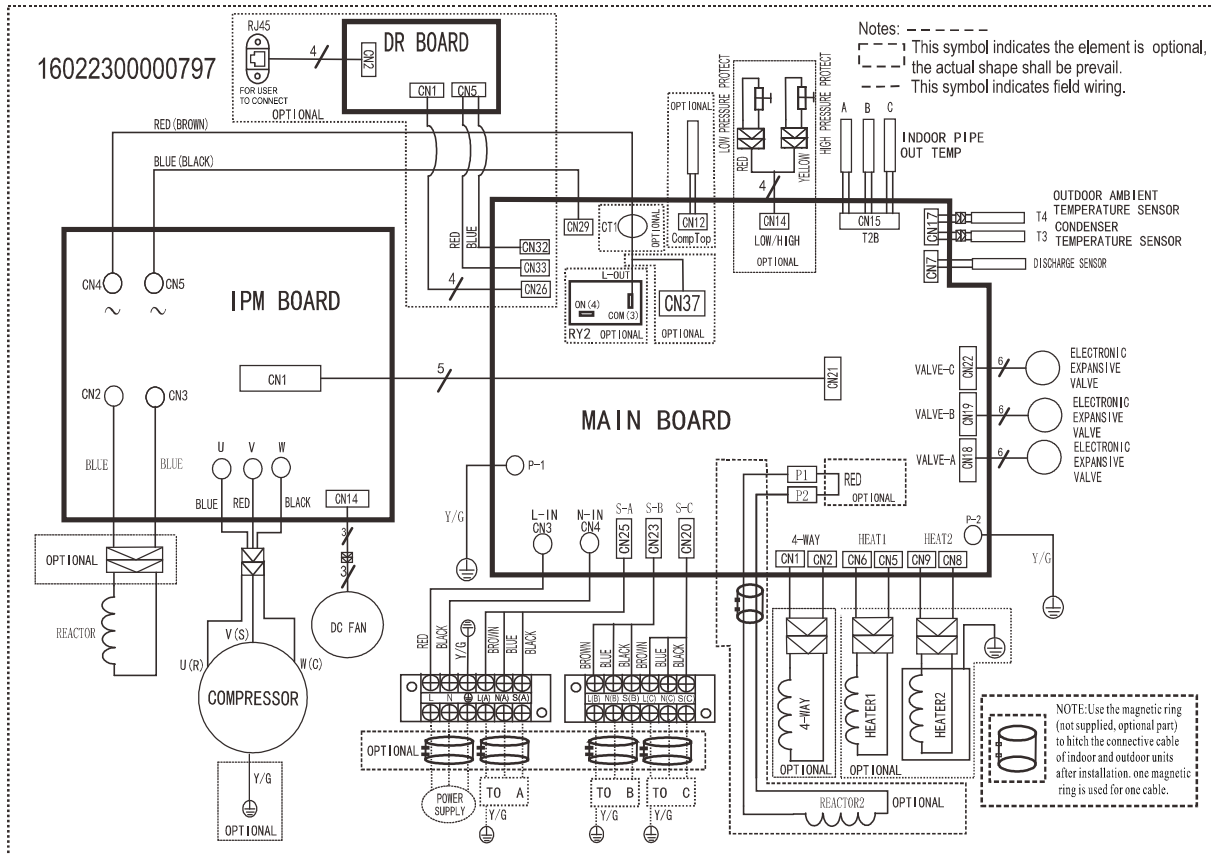 16022300000797
RJ45
FOR USER
TO CONNECT
OPTIONAL
4
DR BOARD
CN2
CN1
CN5
RED(BROWN)
BLUE(BLACK)
RED
BLUE
4
Notes:
This symbol indicates the element is optional,
the actual shape shall be prevail.
This symbol indicates field wiring.
OPTIONAL
CN12
CompTop
LOW PRESSURE PROTECT
HIGH PRESSURE PROTECT
RED
YELLOW
4
CN14
LOW/HIGH
OPTIONAL
A B C
INDOOR PIPE
OUT TEMP
CN15
T2B
CN17
T4
OUTDOOR AMBIENT
TEMPERATURE SENSOR
T3
CONDENSER
TEMPERATURE SENSOR
CN7
DISCHARGE SENSOR
CN29
CT1
OPTIONAL
CN32
CN33
CN26
L-OUT
ON(4)
COM(3)
RY2 OPTIONAL
CN37
OPTIONAL
IPM BOARD
CN4
CN5
∼
∼
CN1
5
CN21
CN2
CN3
BLUE
BLUE
U V W
BLUE
RED
BLACK
CN14
3
3
DC FAN
OPTIONAL
REACTOR
V(S)
U(R)
W(C)
COMPRESSOR
Y/G
OPTIONAL
MAIN BOARD
VALVE-C
CN22
6
ELECTRONIC
EXPANSIVE
VALVE
VALVE-B
CN19
6
ELECTRONIC
EXPANSIVE
VALVE
VALVE-A
CN18
6
ELECTRONIC
EXPANSIVE
VALVE
P-1
Y/G
P1
P2
RED
OPTIONAL
P-2
Y/G
L-IN
CN3
N-IN
CN4
S-A
CN25
S-B
CN23
S-C
CN20
4-WAY
CN1
CN2
HEAT1
CN6
CN5
HEAT2
CN9
CN8
RED
BLACK
Y/G
BROWN
BLUE
BLACK
BROWN
BLUE
BLACK
BROWN
BLUE
BLACK
L N L(A) N(A) S(A)
L(B) N(B) S(B) L(C) N(C) S(C)
OPTIONAL
POWER
SUPPLY
TO A
Y/G
TO B
Y/G
TO C
Y/G
4-WAY
OPTIONAL
HEATER1
HEATER2
OPTIONAL
REACTOR2
OPTIONAL
NOTE:Use the magnetic ring
(not supplied, optional part)
to hitch the connective cable
of indoor and outdoor units
after installation. one magnetic
ring is used for one cable.